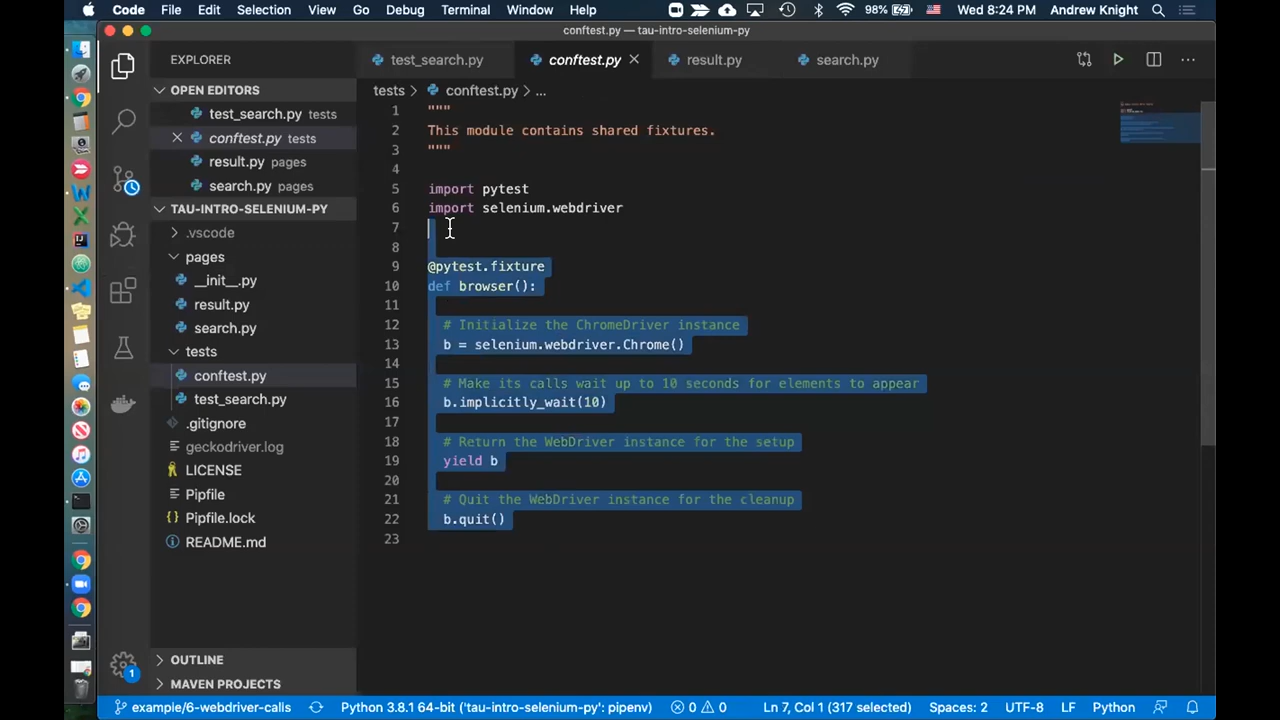 Code File Edit Selection View Go Debug Terminal Window Help 98% Wed 8:24 PM Andrew Knight
conftest.py — tau-intro-selenium-py
EXPLORER
test_search.py conftest.py result.py search.py
OPEN EDITORS
test_search.py tests
conftest.py tests
result.py pages
search.py pages
TAU-INTRO-SELENIUM-PY
.vscode
pages
__init__.py
result.py
search.py
tests
conftest.py
test_search.py
.gitignore
geckodriver.log
LICENSE
Pipfile
Pipfile.lock
README.md
OUTLINE
MAVEN PROJECTS
1
tests > conftest.py > ...
1 """
2 This module contains shared fixtures.
3 """
4
5 import pytest
6 import selenium.webdriver
7
8
9 @pytest.fixture
10 def browser():
11
12 # Initialize the ChromeDriver instance
13 b = selenium.webdriver.Chrome()
14
15 # Make its calls wait up to 10 seconds for elements to appear
16 b.implicitly_wait(10)
17
18 # Return the WebDriver instance for the setup
19 yield b
20
21 # Quit the WebDriver instance for the cleanup
22 b.quit()
23
example/6-webdriver-calls Python 3.8.1 64-bit ('tau-intro-selenium-py': pipenv) 0 0 Ln 7, Col 1 (317 selected) Spaces: 2 UTF-8 LF Python